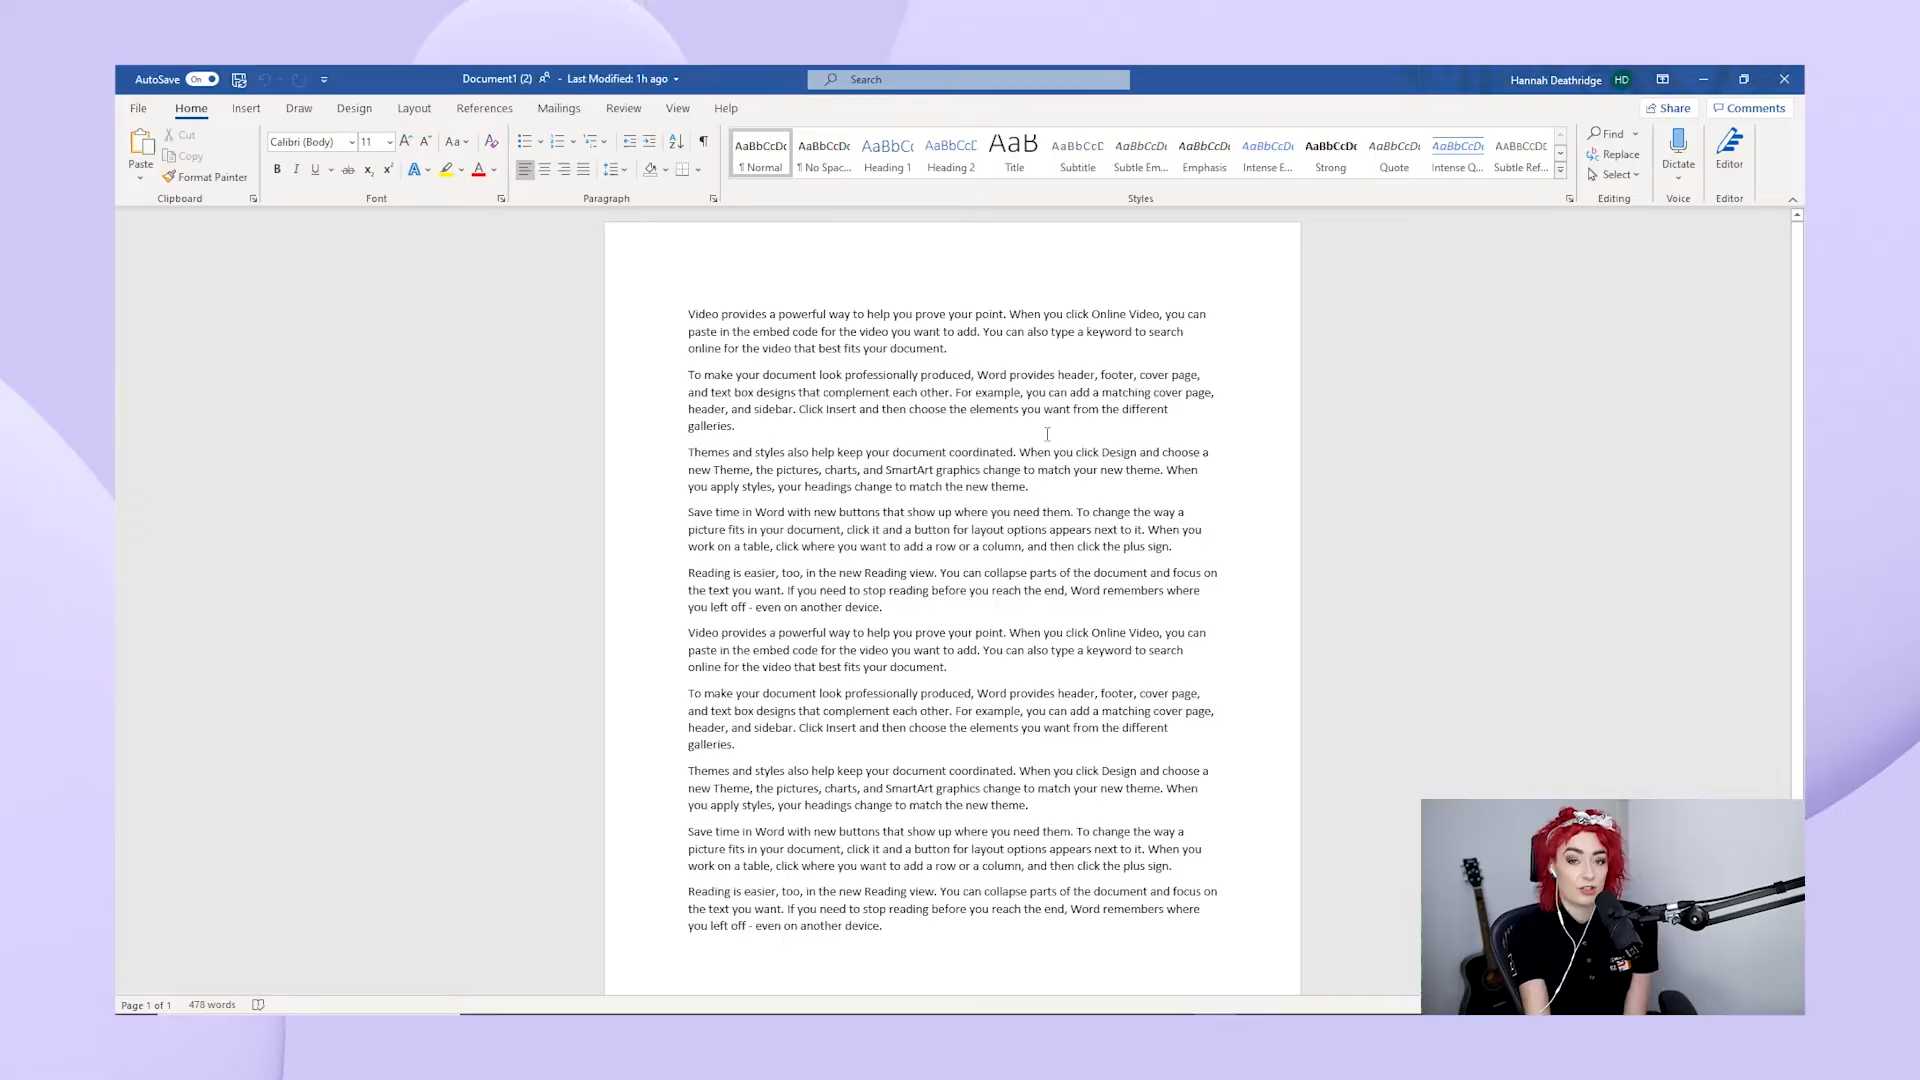 AutoSave On Document1 (2) - Last Modified: 1h ago Search Hannah Deathridge HD
File Home Insert Draw Design Layout References Mailings Review View Help Share Comments
Paste Cut Copy Format Painter
Clipboard
Calibri (Body) 11 Aa
B I U ab x₂ x² A A
Font
Paragraph
AaBbCcDc AaBbCcDc AaBbC( AaBbCcC AaB AaBbCcC AaBbCcDc AaBbCcDc AaBbCcDc AaBbCcDc AaBbCcDc AaBbCcDc AABBCCDC
¶ Normal ¶ No Spac... Heading 1 Heading 2 Title Subtitle Subtle Em... Emphasis Intense E... Strong Quote Intense Q... Subtle Ref...
Styles
Find
Replace
Select
Editing
Dictate
Voice
Editor
Editor
Video provides a powerful way to help you prove your point. When you click Online Video, you can
paste in the embed code for the video you want to add. You can also type a keyword to search
online for the video that best fits your document.
To make your document look professionally produced, Word provides header, footer, cover page,
and text box designs that complement each other. For example, you can add a matching cover page,
header, and sidebar. Click Insert and then choose the elements you want from the different
galleries.
Themes and styles also help keep your document coordinated. When you click Design and choose a
new Theme, the pictures, charts, and SmartArt graphics change to match your new theme. When
you apply styles, your headings change to match the new theme.
Save time in Word with new buttons that show up where you need them. To change the way a
picture fits in your document, click it and a button for layout options appears next to it. When you
work on a table, click where you want to add a row or a column, and then click the plus sign.
Reading is easier, too, in the new Reading view. You can collapse parts of the document and focus on
the text you want. If you need to stop reading before you reach the end, Word remembers where
you left off - even on another device.
Video provides a powerful way to help you prove your point. When you click Online Video, you can
paste in the embed code for the video you want to add. You can also type a keyword to search
online for the video that best fits your document.
To make your document look professionally produced, Word provides header, footer, cover page,
and text box designs that complement each other. For example, you can add a matching cover page,
header, and sidebar. Click Insert and then choose the elements you want from the different
galleries.
Themes and styles also help keep your document coordinated. When you click Design and choose a
new Theme, the pictures, charts, and SmartArt graphics change to match your new theme. When
you apply styles, your headings change to match the new theme.
Save time in Word with new buttons that show up where you need them. To change the way a
picture fits in your document, click it and a button for layout options appears next to it. When you
work on a table, click where you want to add a row or a column, and then click the plus sign.
Reading is easier, too, in the new Reading view. You can collapse parts of the document and focus on
the text you want. If you need to stop reading before you reach the end, Word remembers where
you left off - even on another device.
Page 1 of 1 478 words